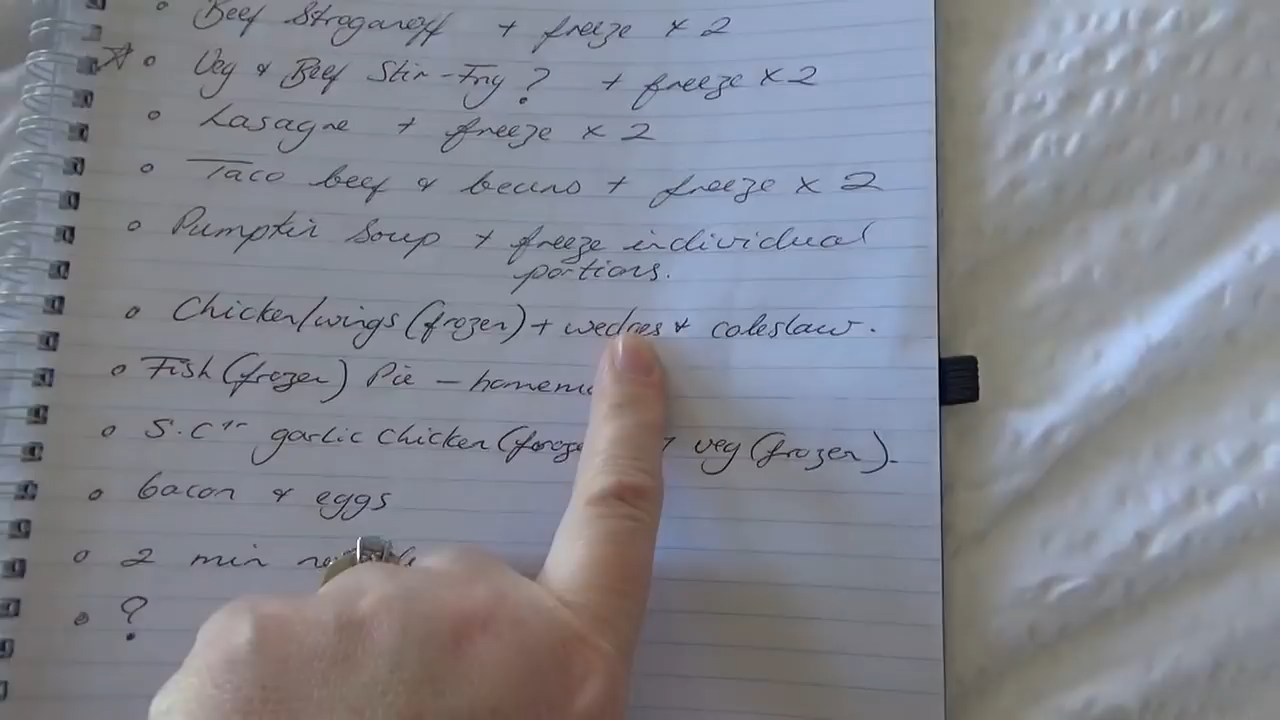 Beef Stroganoff + freeze x 2
Veg & Beef Stir-Fry? + freeze x 2
Lasagne + freeze x 2
Taco beef & beans + freeze x 2
Pumpkin Soup + freeze individual
portions.
Chicken/wings (frozen) + wedges & coleslaw.
Fish (frozen) Pie - homem
S.C garlic chicken (froze veg (frozen).
bacon & eggs
2 min
?